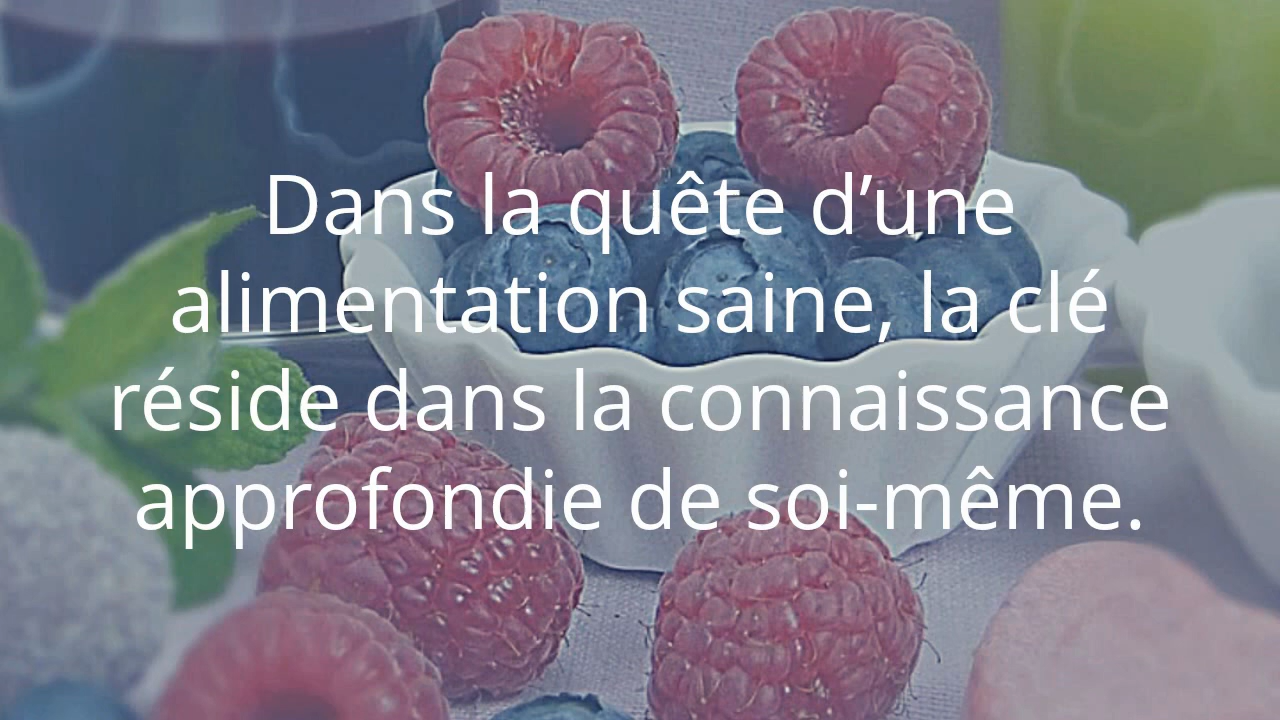 Dans la quête d’une
alimentation saine, la clé
réside dans la connaissance
approfondie de soi-même.